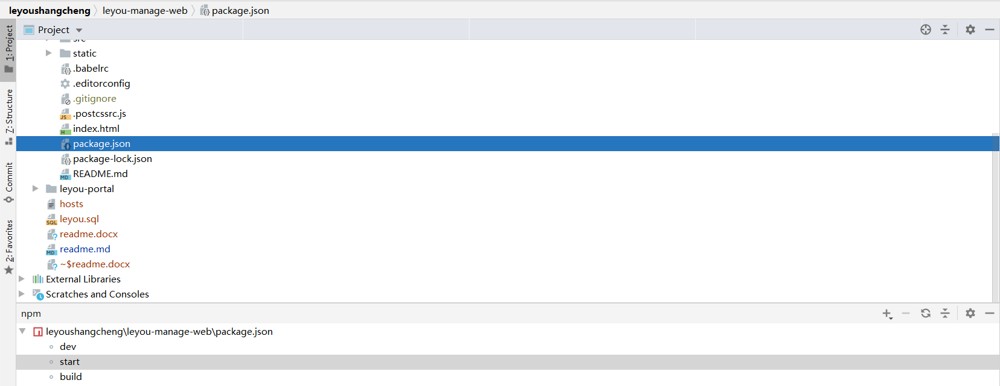 leyoushangcheng leyou-manage-web package.json
1: Project
7: Structure
Commit
2: Favorites
Project
src
static
.babelrc
.editorconfig
.gitignore
.postcssrc.js
index.html
package.json
package-lock.json
README.md
leyou-portal
hosts
leyou.sql
readme.docx
readme.md
~$readme.docx
External Libraries
Scratches and Consoles
npm
leyoushangcheng\leyou-manage-web\package.json
dev
start
build